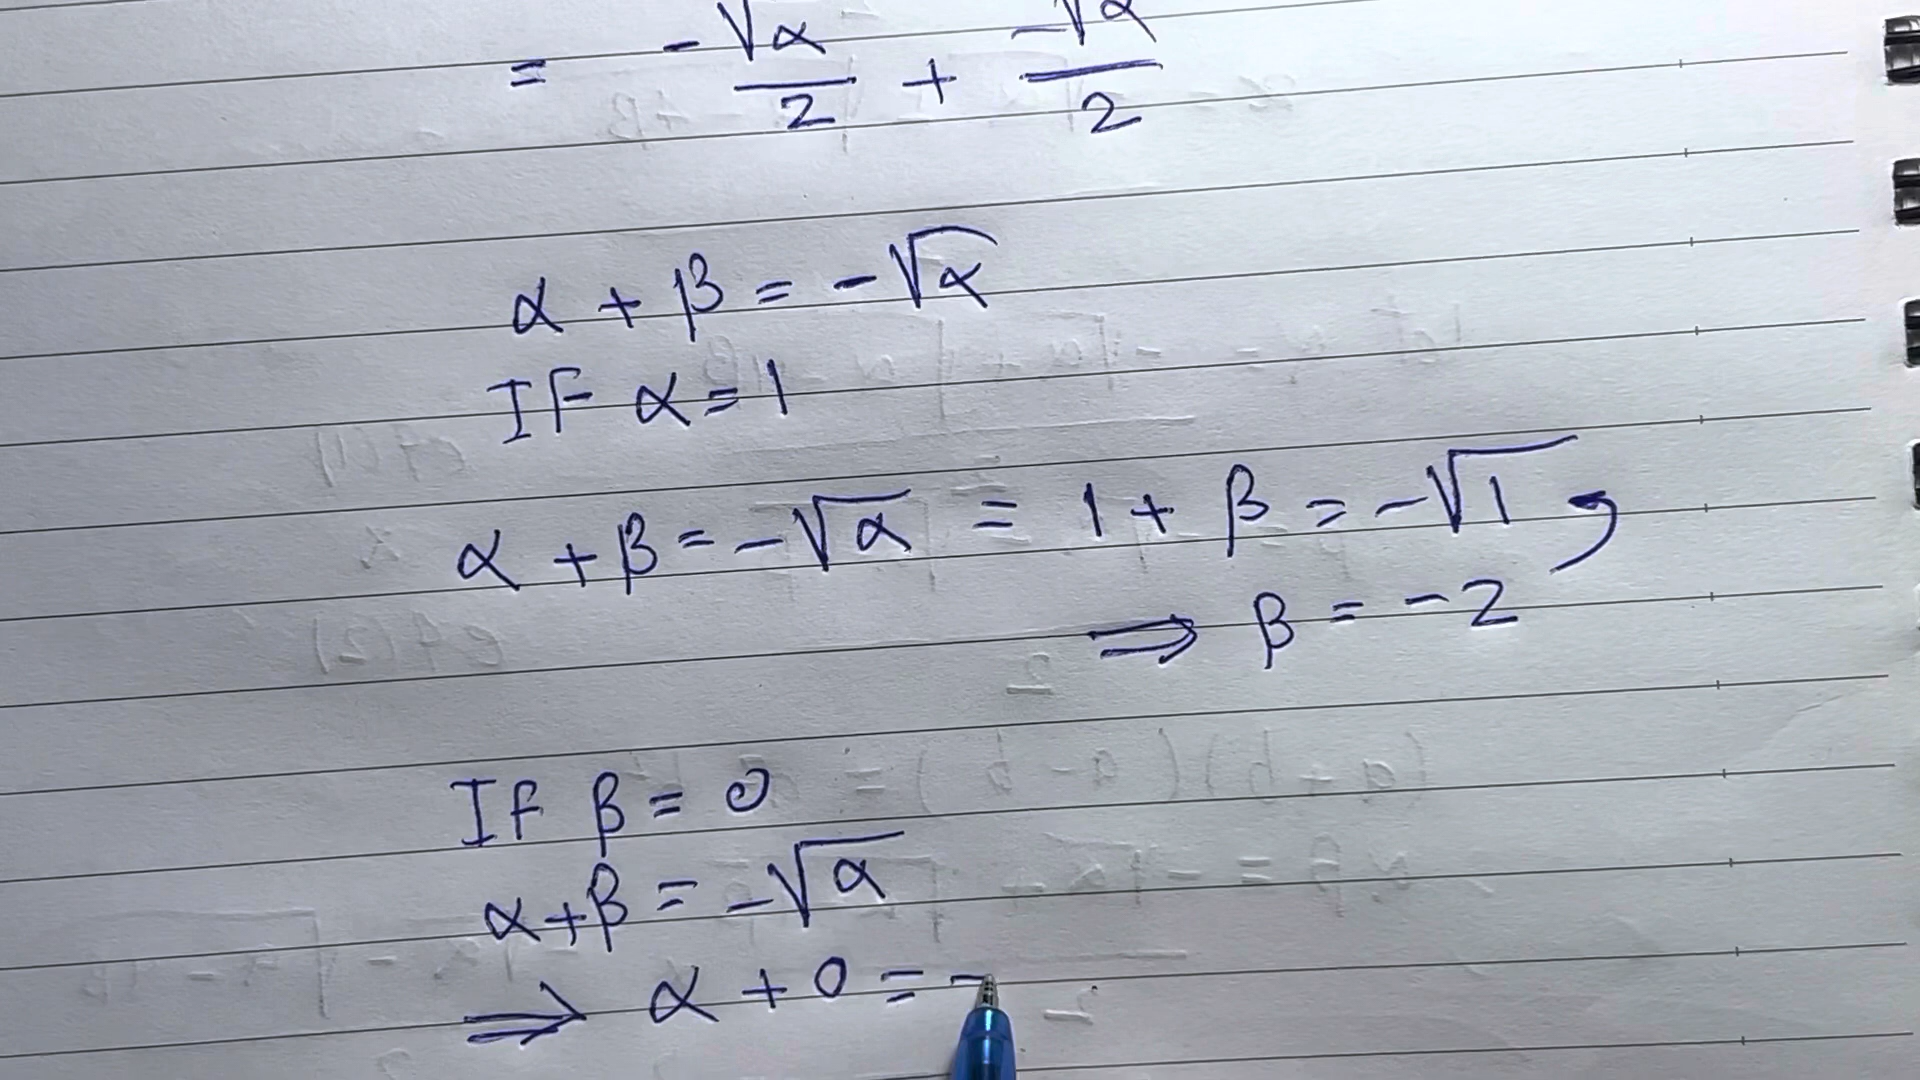 = -√α/2 + -√α/2
α + β = -√α
IF α = 1
α + β = -√α = 1 + β = -√1
⇒ β = -2
If β = 0
α + β = -√α
⇒ α + 0 = -